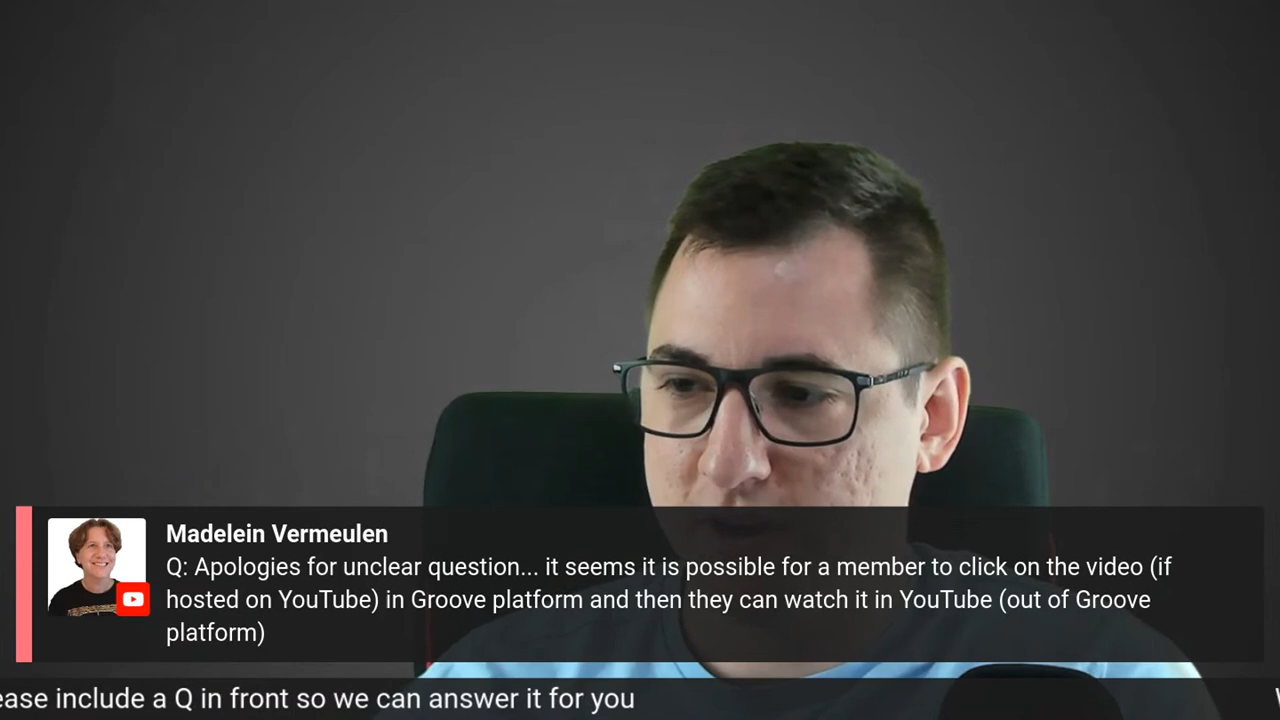 Madelein Vermeulen
Q: Apologies for unclear question... it seems it is possible for a member to click on the video (if
hosted on YouTube) in Groove platform and then they can watch it in YouTube (out of Groove
platform)
ease include a Q in front so we can answer it for you